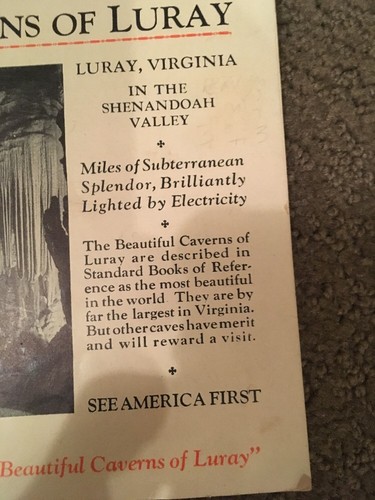 NS OF LURAY
LURAY, VIRGINIA
IN THE
SHENANDOAH
VALLEY
Miles of Subterranean
Splendor, Brilliantly
Lighted by Electricity
The Beautiful Caverns of
Luray are described in
Standard Books of Refer-
ence as the most beautiful
in the world They are by
far the largest in Virginia.
But other caves have merit
and will reward a visit.
SEE AMERICA FIRST
Beautiful Caverns of Luray"